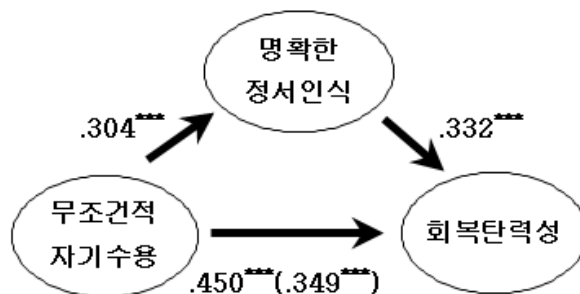 명확한
정서인식
.304***
.332***
무조건적
자기수용
회복탄력성
.450***(.349***)